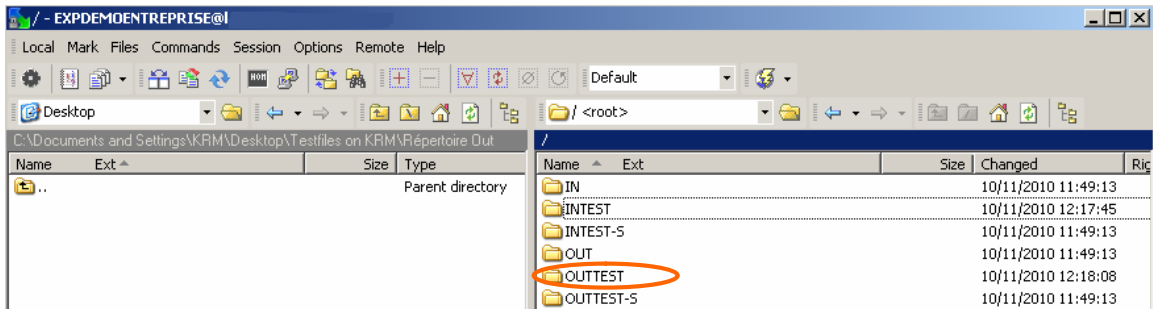 / - EXPDEMOENTREPRISE@l
Local Mark Files Commands Session Options Remote Help
Default
Desktop
/ <root>
C:\Documents and Settings\KRM\Desktop\Testfiles on KRM\Répertoire Out
/
Name Ext Size Type
Name Ext Size Changed Rig
.. Parent directory
IN 10/11/2010 11:49:13
INTEST 10/11/2010 12:17:45
INTEST-S 10/11/2010 11:49:13
OUT 10/11/2010 11:49:13
OUTTEST 10/11/2010 12:18:08
OUTTEST-S 10/11/2010 11:49:13